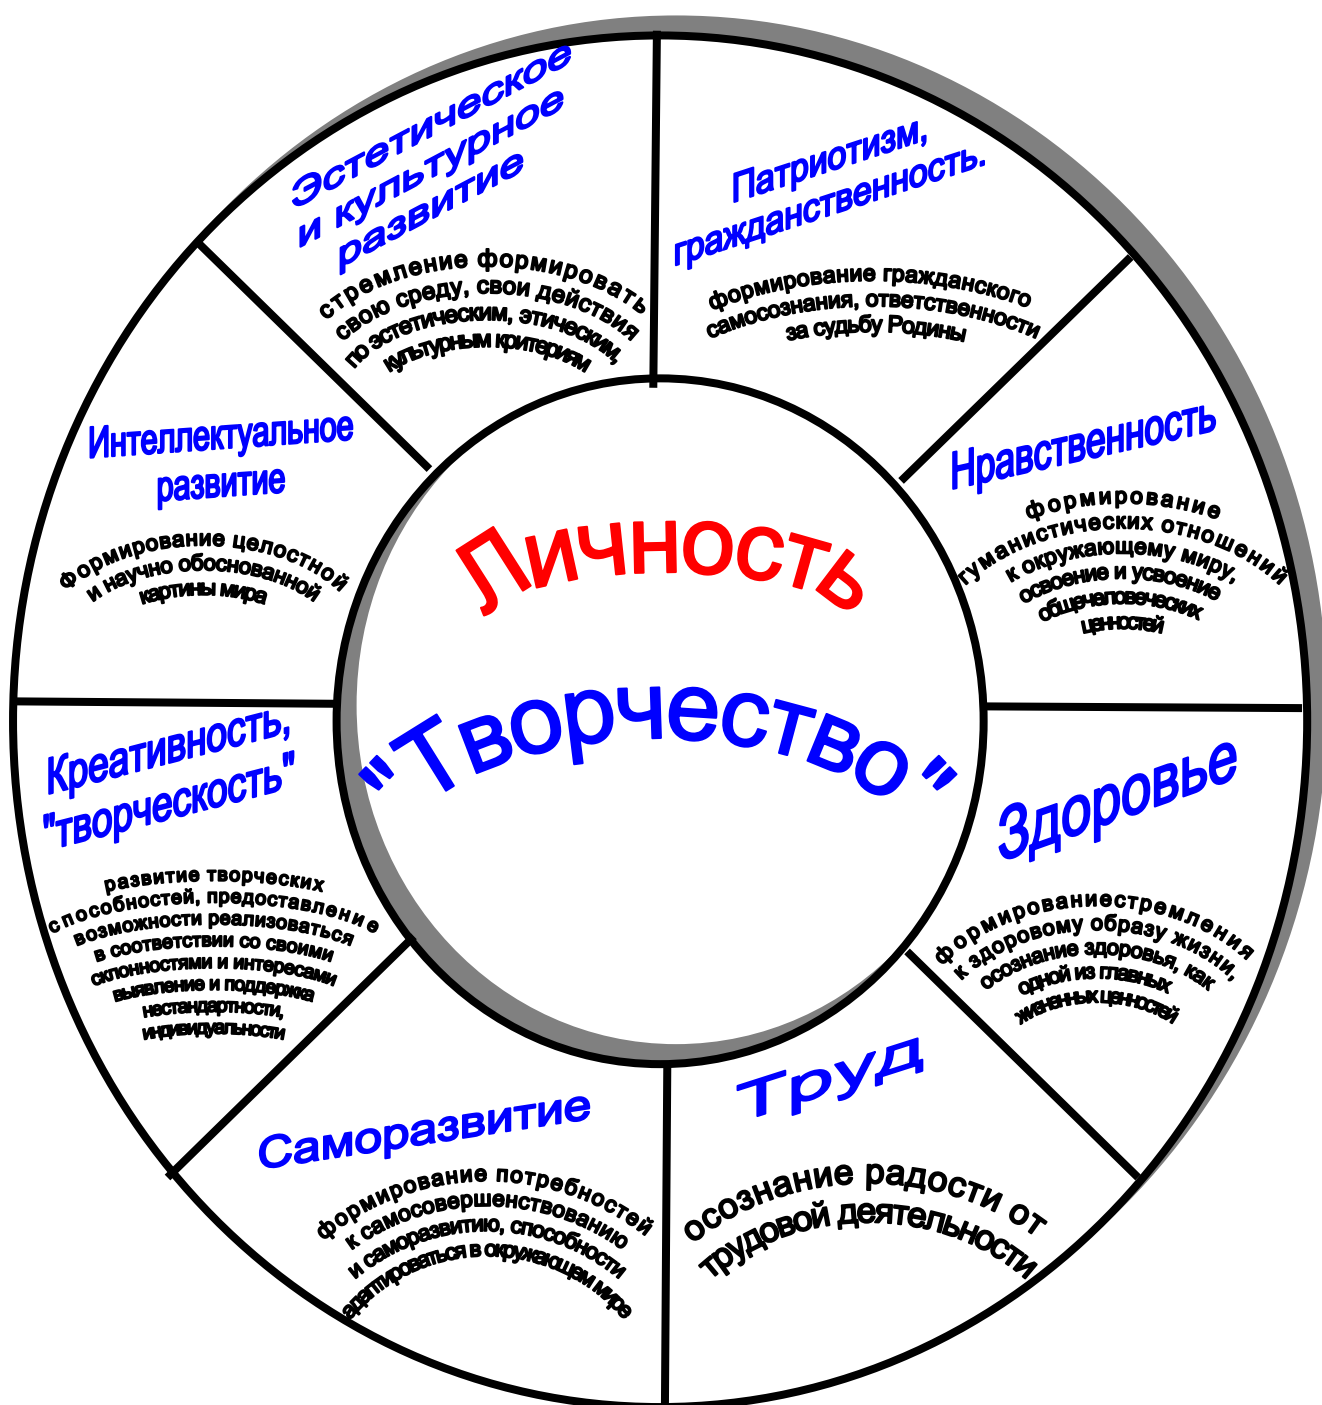 Эстетическое
и культурное
развитие
стремление формировать
свою среду, свои действия
по эстетическим, этическим,
культурным критериям
Патриотизм,
гражданственность.
формирование гражданского
самосознания, ответственности
за судьбу Родины
Нравственность
формирование
гуманистических отношений
к окружающему миру,
освоение и усвоение
общечеловеческих
ценностей
Здоровье
формированиестремления
к здоровому образу жизни,
осознание здоровья, как
одной из главных
жизненных ценностей
Труд
осознание радости от
трудовой деятельности
Саморазвитие
формирование потребностей
к самосовершенствованию
и саморазвитию, способности
адаптироваться в окружающем мире
Креативность,
"творческость"
развитие творческих
способностей, предоставление
возможности реализоваться
в соответствии со своими
склонностями и интересами
выявление и поддержка
нестандартности,
индивидуальности
Интеллектуальное
развитие
Формирование целостной
и научно обоснованной
картины мира
Личность
"Творчество"